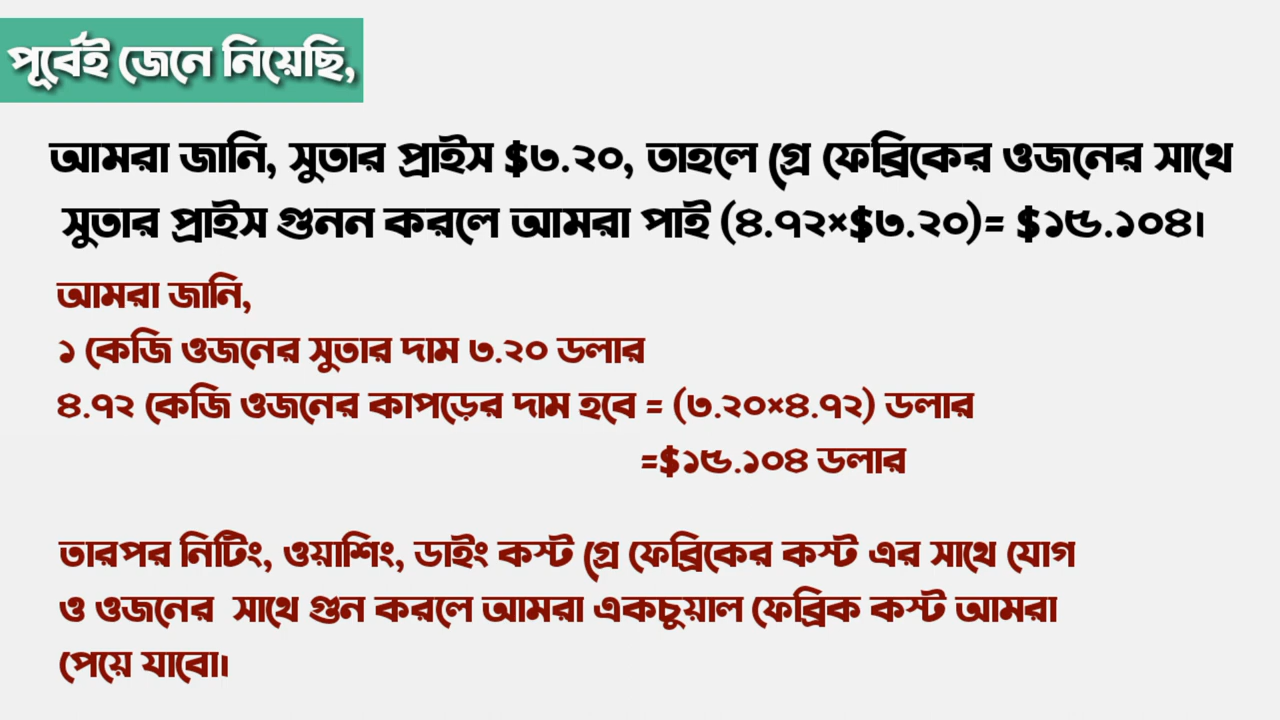 পূর্বেই জেনে নিয়েছি,
আমরা জানি, সুতার প্রাইস $৩.২০, তাহলে গ্রে ফেব্রিকের ওজনের সাথে
সুতার প্রাইস গুনন করলে আমরা পাই (৪.৭২×$৩.২০)= $১৫.১০৪।
আমরা জানি,
১ কেজি ওজনের সুতার দাম ৩.২০ ডলার
৪.৭২ কেজি ওজনের কাপড়ের দাম হবে = (৩.২০×৪.৭২) ডলার
=$১৫.১০৪ ডলার
তারপর নিটিং, ওয়াশিং, ডাইং কস্ট গ্রে ফেব্রিকের কস্ট এর সাথে যোগ
ও ওজনের সাথে গুন করলে আমরা একচুয়াল ফেব্রিক কস্ট আমরা
পেয়ে যাবো।